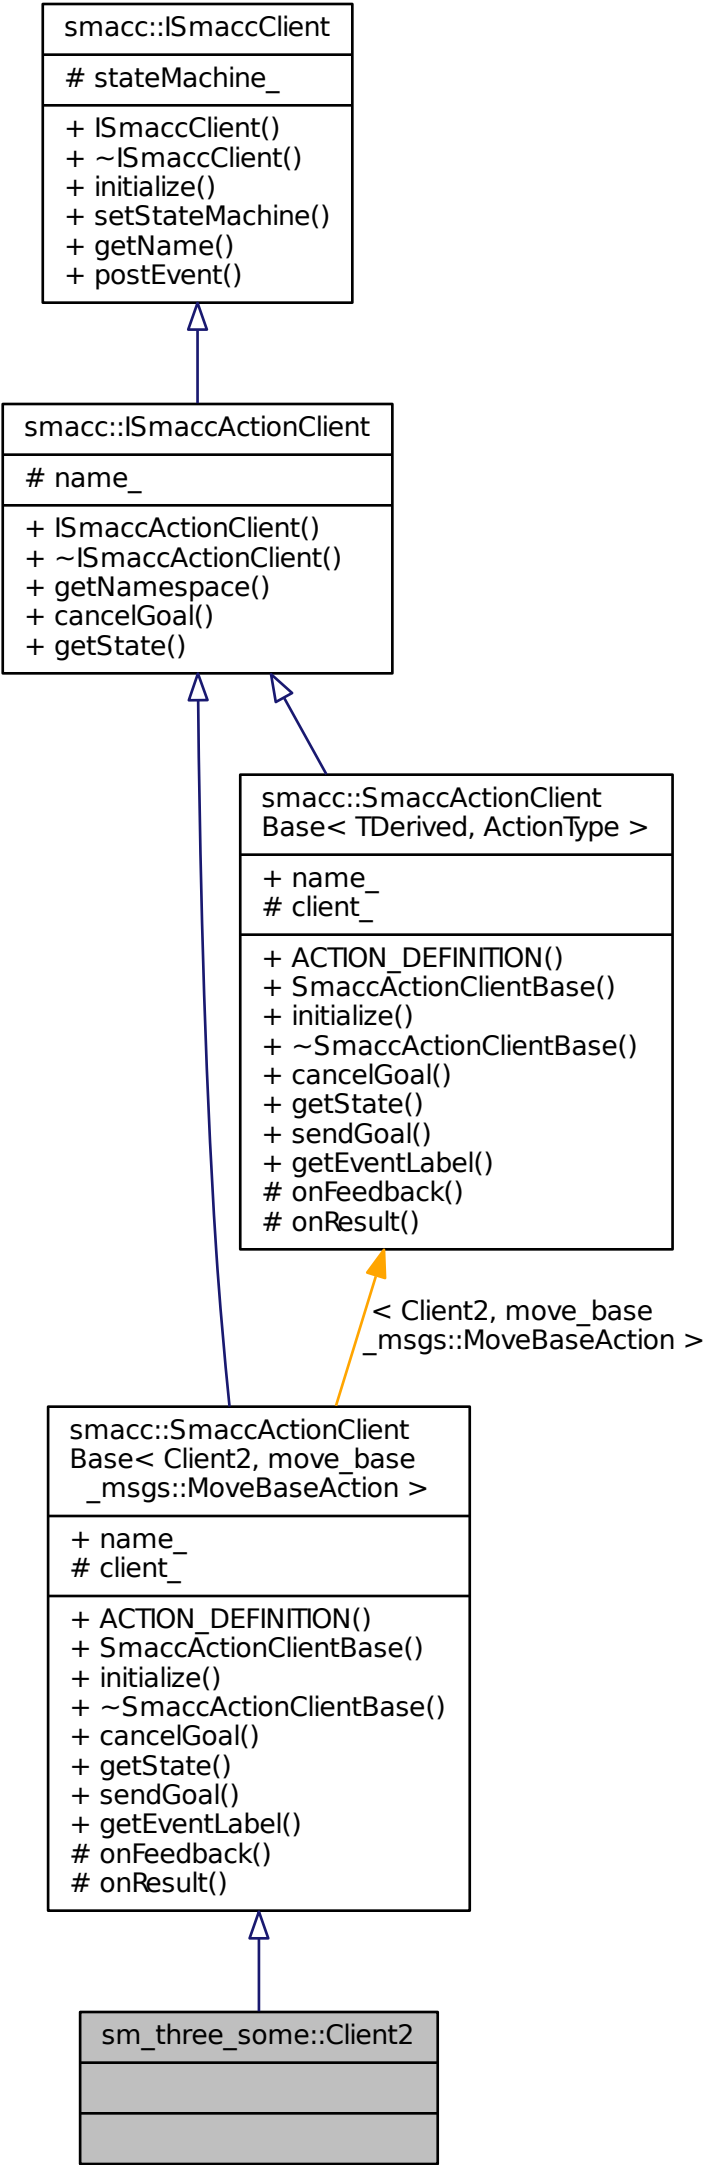 smacc::ISmaccClient
# stateMachine_
+ ISmaccClient()
+ ~ISmaccClient()
+ initialize()
+ setStateMachine()
+ getName()
+ postEvent()
smacc::ISmaccActionClient
# name_
+ ISmaccActionClient()
+ ~ISmaccActionClient()
+ getNamespace()
+ cancelGoal()
+ getState()
smacc::SmaccActionClient
Base< TDerived, ActionType >
+ name_
# client_
+ ACTION_DEFINITION()
+ SmaccActionClientBase()
+ initialize()
+ ~SmaccActionClientBase()
+ cancelGoal()
+ getState()
+ sendGoal()
+ getEventLabel()
# onFeedback()
# onResult()
< Client2, move_base
_msgs::MoveBaseAction >
smacc::SmaccActionClient
Base< Client2, move_base
_msgs::MoveBaseAction >
+ name_
# client_
+ ACTION_DEFINITION()
+ SmaccActionClientBase()
+ initialize()
+ ~SmaccActionClientBase()
+ cancelGoal()
+ getState()
+ sendGoal()
+ getEventLabel()
# onFeedback()
# onResult()
sm_three_some::Client2